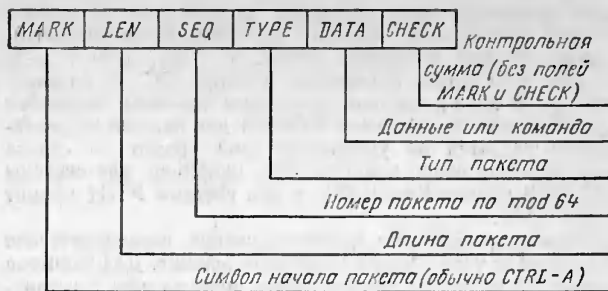 MARK LEN SEQ TYPE DATA CHECK
Контрольная
сумма (без полей
MARK и CHECK)
Данные или команда
Тип пакета
Номер пакета по mod 64
Длина пакета
Символ начала пакета (обычно CTRL-A)